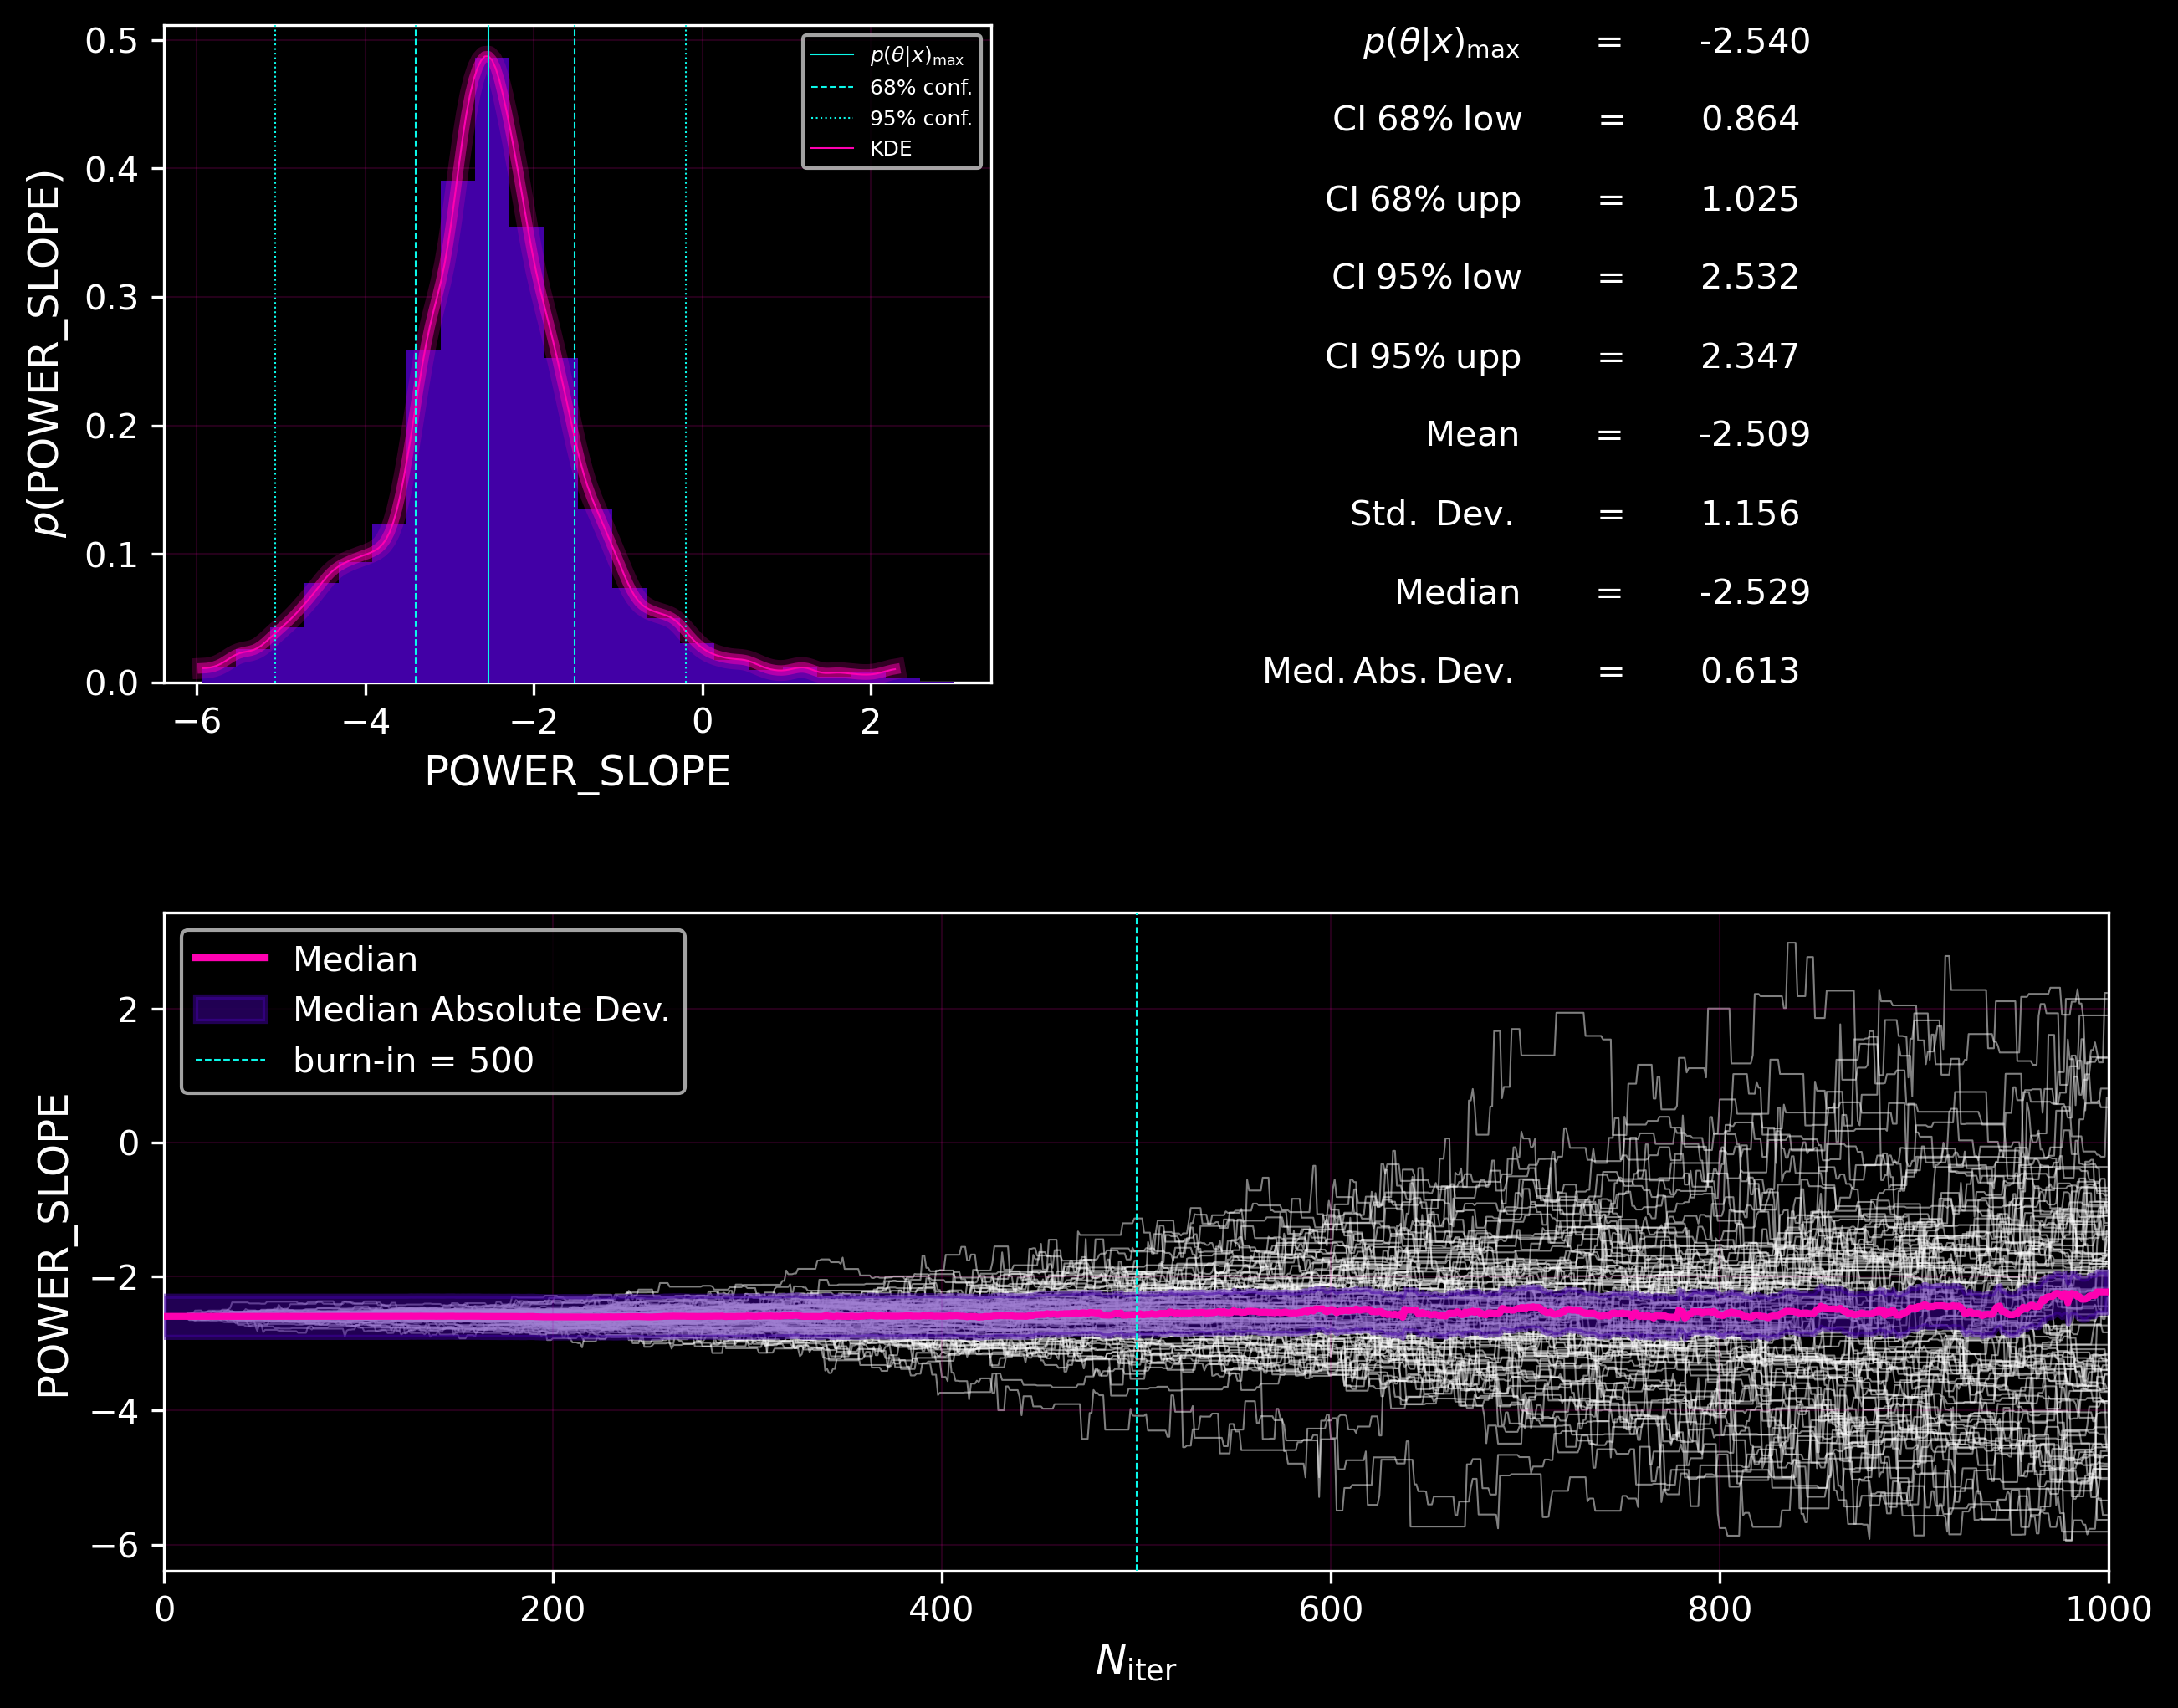 0.5
0.4
0.3
0.2
0.1
0.0
p(POWER_SLOPE)
−6 −4 −2 0 2
POWER_SLOPE
p(θ|x)max
68% conf.
95% conf.
KDE
p(θ|x)max = -2.540
CI 68% low = 0.864
CI 68% upp = 1.025
CI 95% low = 2.532
CI 95% upp = 2.347
Mean = -2.509
Std. Dev. = 1.156
Median = -2.529
Med. Abs. Dev. = 0.613
Median
Median Absolute Dev.
burn-in = 500
2
0
−2
−4
−6
POWER_SLOPE
0 200 400 600 800 1000
Niter